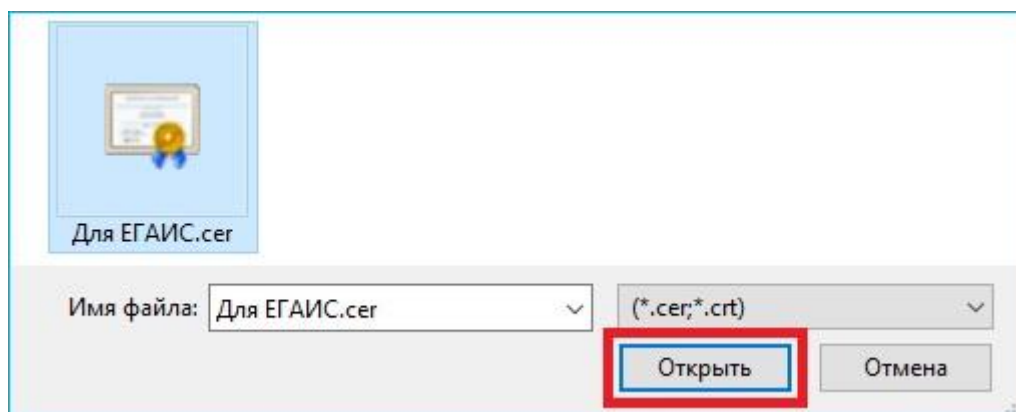 Для ЕГАИС.cer
Имя файла: Для ЕГАИС.cer (*.cer;*.crt)
Открыть Отмена